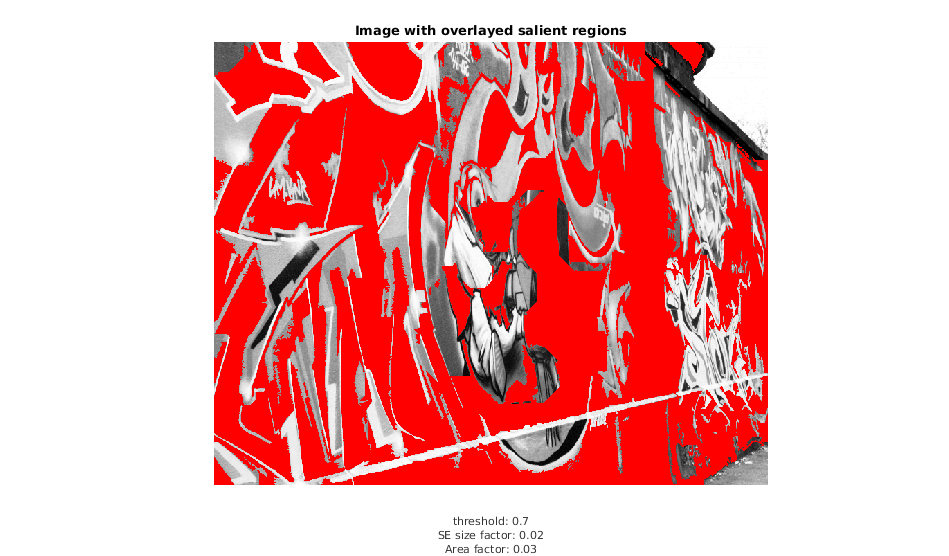 Image with overlayed salient regions
threshold: 0.7
SE size factor: 0.02
Area factor: 0.03